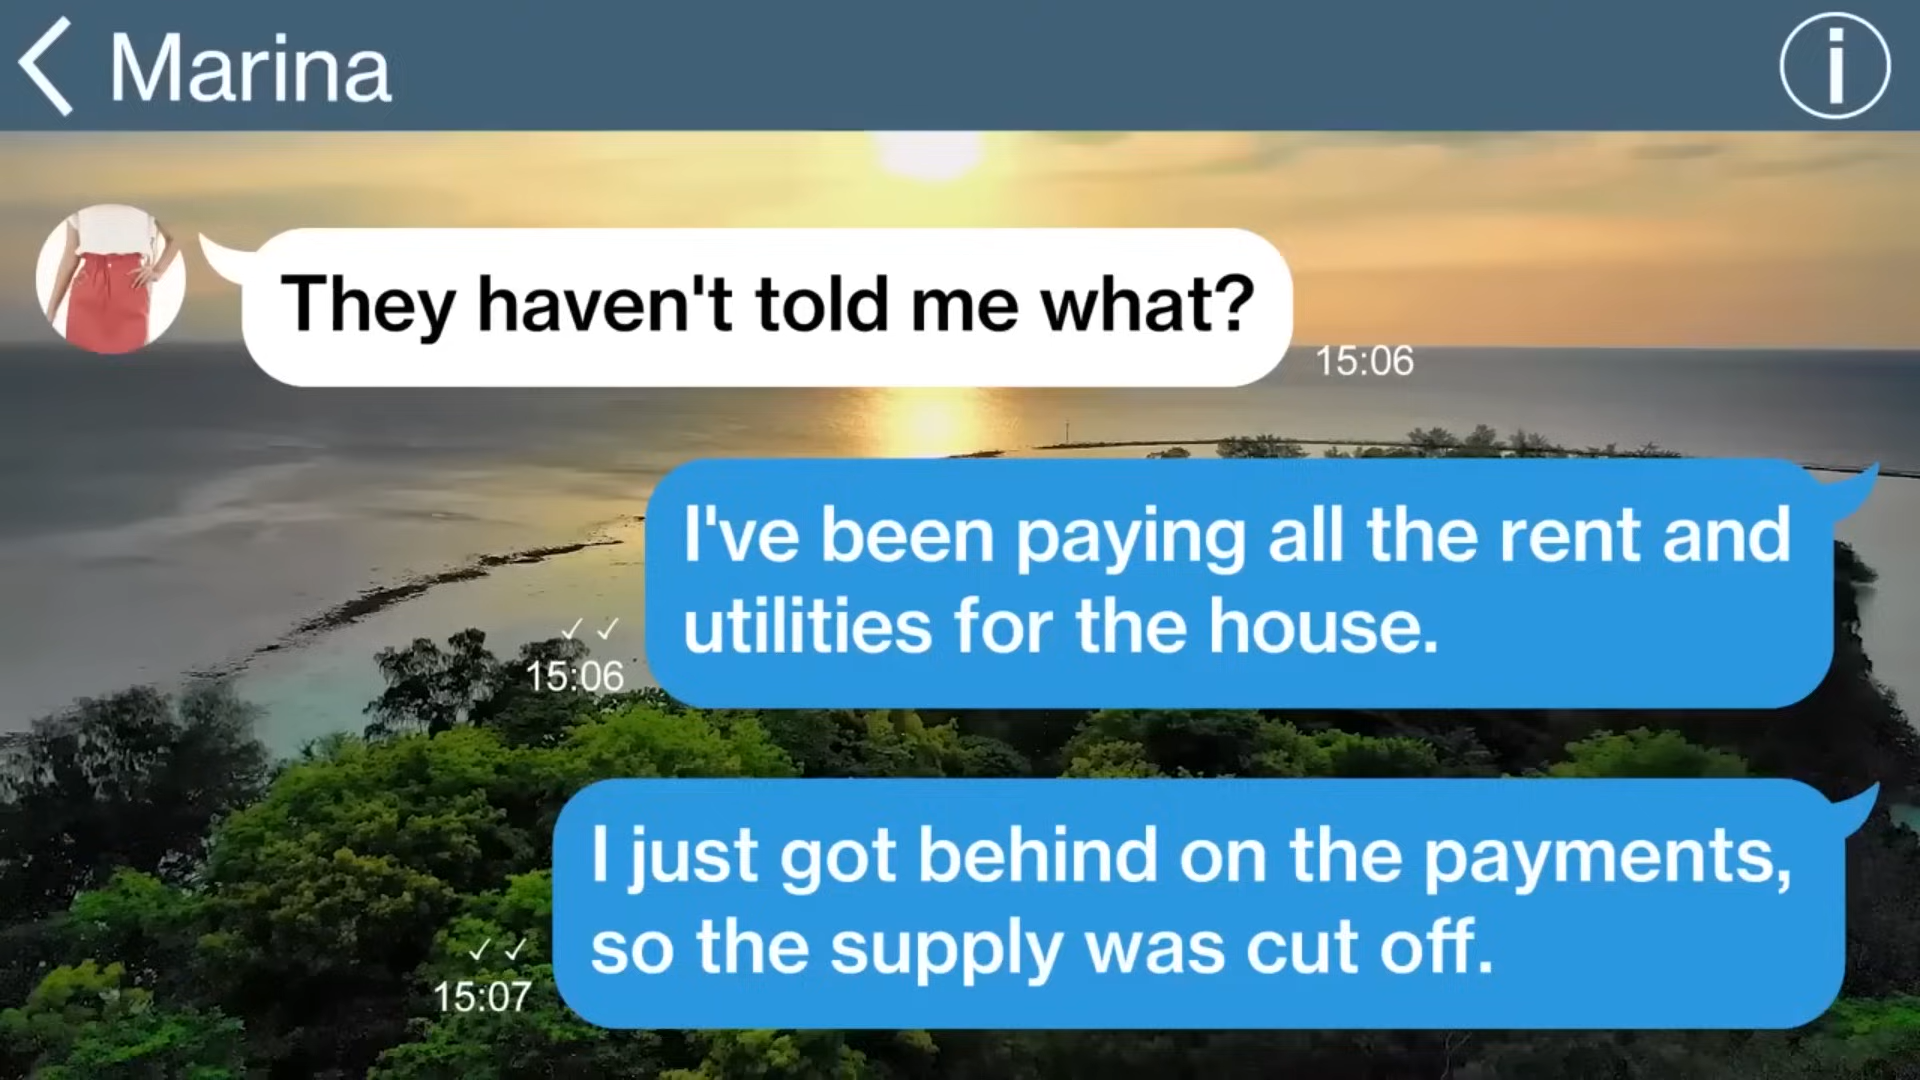 Marina
i
They haven't told me what?
15:06
I've been paying all the rent and
utilities for the house.
15:06
I just got behind on the payments,
so the supply was cut off.
15:07